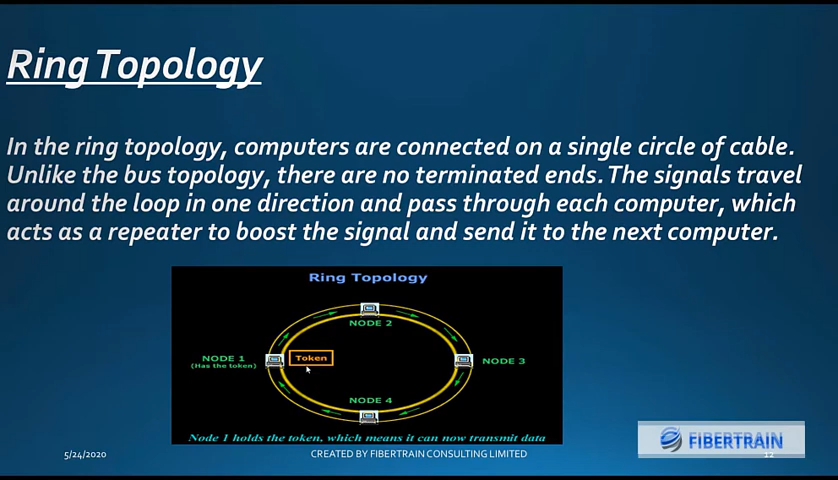 Ring Topology
In the ring topology, computers are connected on a single circle of cable.
Unlike the bus topology, there are no terminated ends. The signals travel
around the loop in one direction and pass through each computer, which
acts as a repeater to boost the signal and send it to the next computer.
Ring Topology
NODE 2
NODE 1
(Has the token)
Token
NODE 3
NODE 4
Node 1 holds the token, which means it can now transmit data
FIBERTRAIN
5/24/2020
CREATED BY FIBERTRAIN CONSULTING LIMITED
12